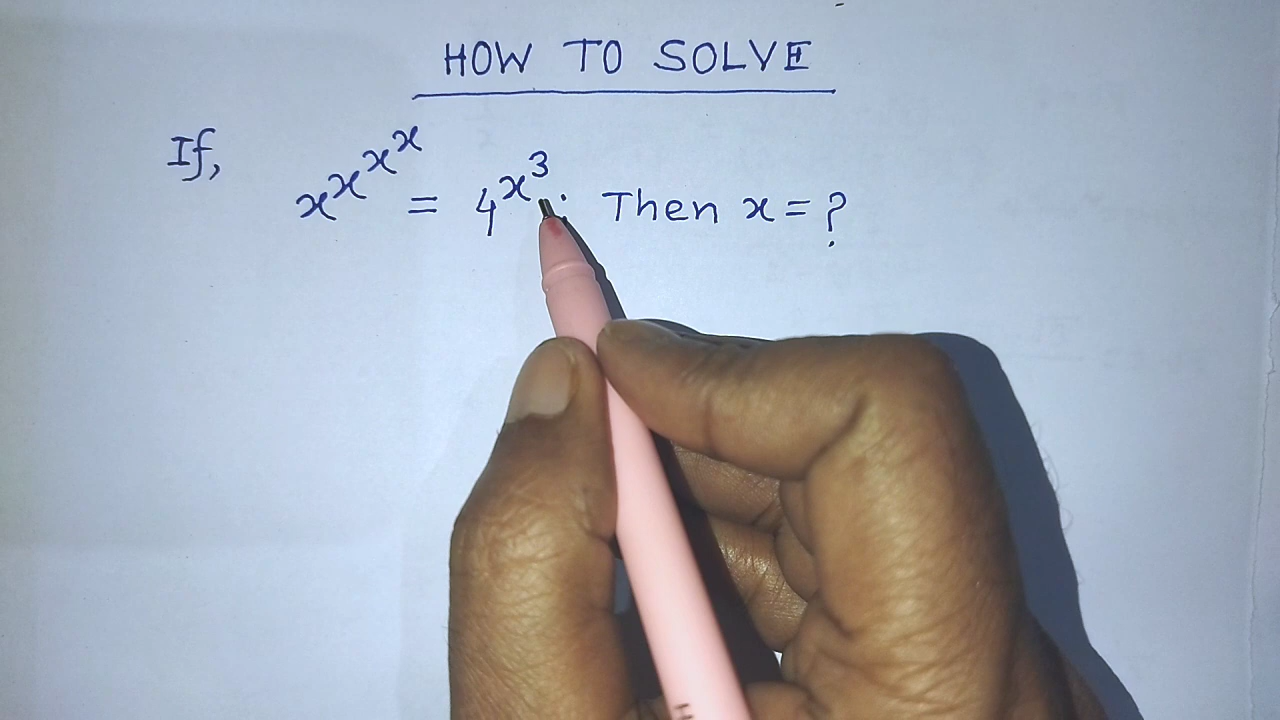 HOW TO SOLVE
If, x^{x^{x^x}} = 4^{x^3}. Then x = ?
H